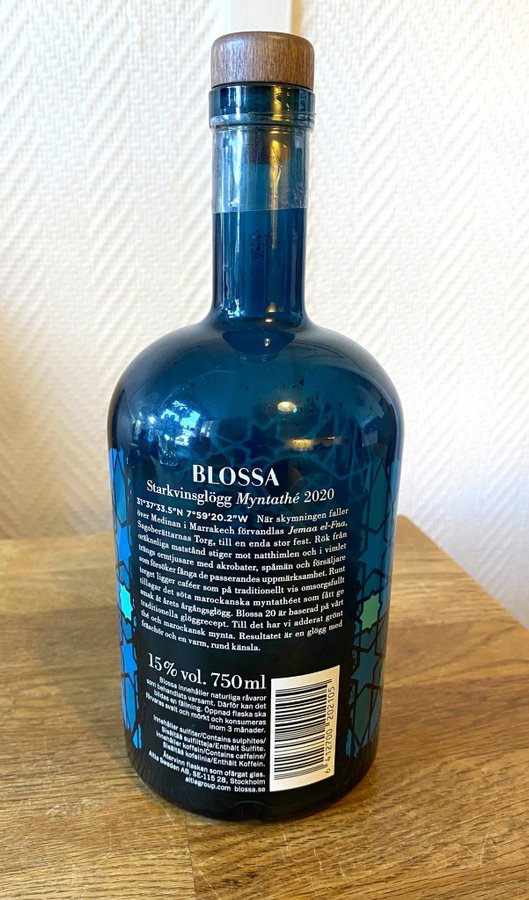 BLOSSA
Starkvinsglögg Myntathé 2020
31°37'33.5"N 7°59'20.2"W När skymningen faller
över Medinan i Marrakech förvandlas Jemaa el-Fna,
Sagoberättarnas Torg, till en enda stor fest. Rök från
oräkneliga matstånd stiger mot natthimlen och i vimlet
trängs ormtjusare med akrobater, spåmän och försäljare
som försöker fånga de passerandes uppmärksamhet. Runt
torget ligger caféer som på traditionellt vis omsorgsfullt
tillagar det söta marockanska myntathéet som fått ge
smak åt årets årgångsglögg. Blossa 20 är baserad på vårt
traditionella glöggrecept. Till det har vi adderat grönt
thé och marockansk mynta. Resultatet är en glögg med
fräschör och en varm, rund känsla.
15% vol. 750ml
Blossa innehåller naturliga råvaror
som behandlats varsamt. Därför kan det
bildas en fällning. Öppnad flaska ska
förvaras svalt och mörkt och konsumeras
inom 3 månader.
Innehåller sulfiter/Contains sulphites/
Sisältää sulfiitteja/Enthält Sulfite.
Innehåller koffein/Contains caffeine/
Sisältää kofeiinia/Enthält Koffein.
Återvinn flaskan som ofärgat glas.
Altia Sweden AB, SE-115 28, Stockholm
altiagroup.com blossa.se
6 412700 202105